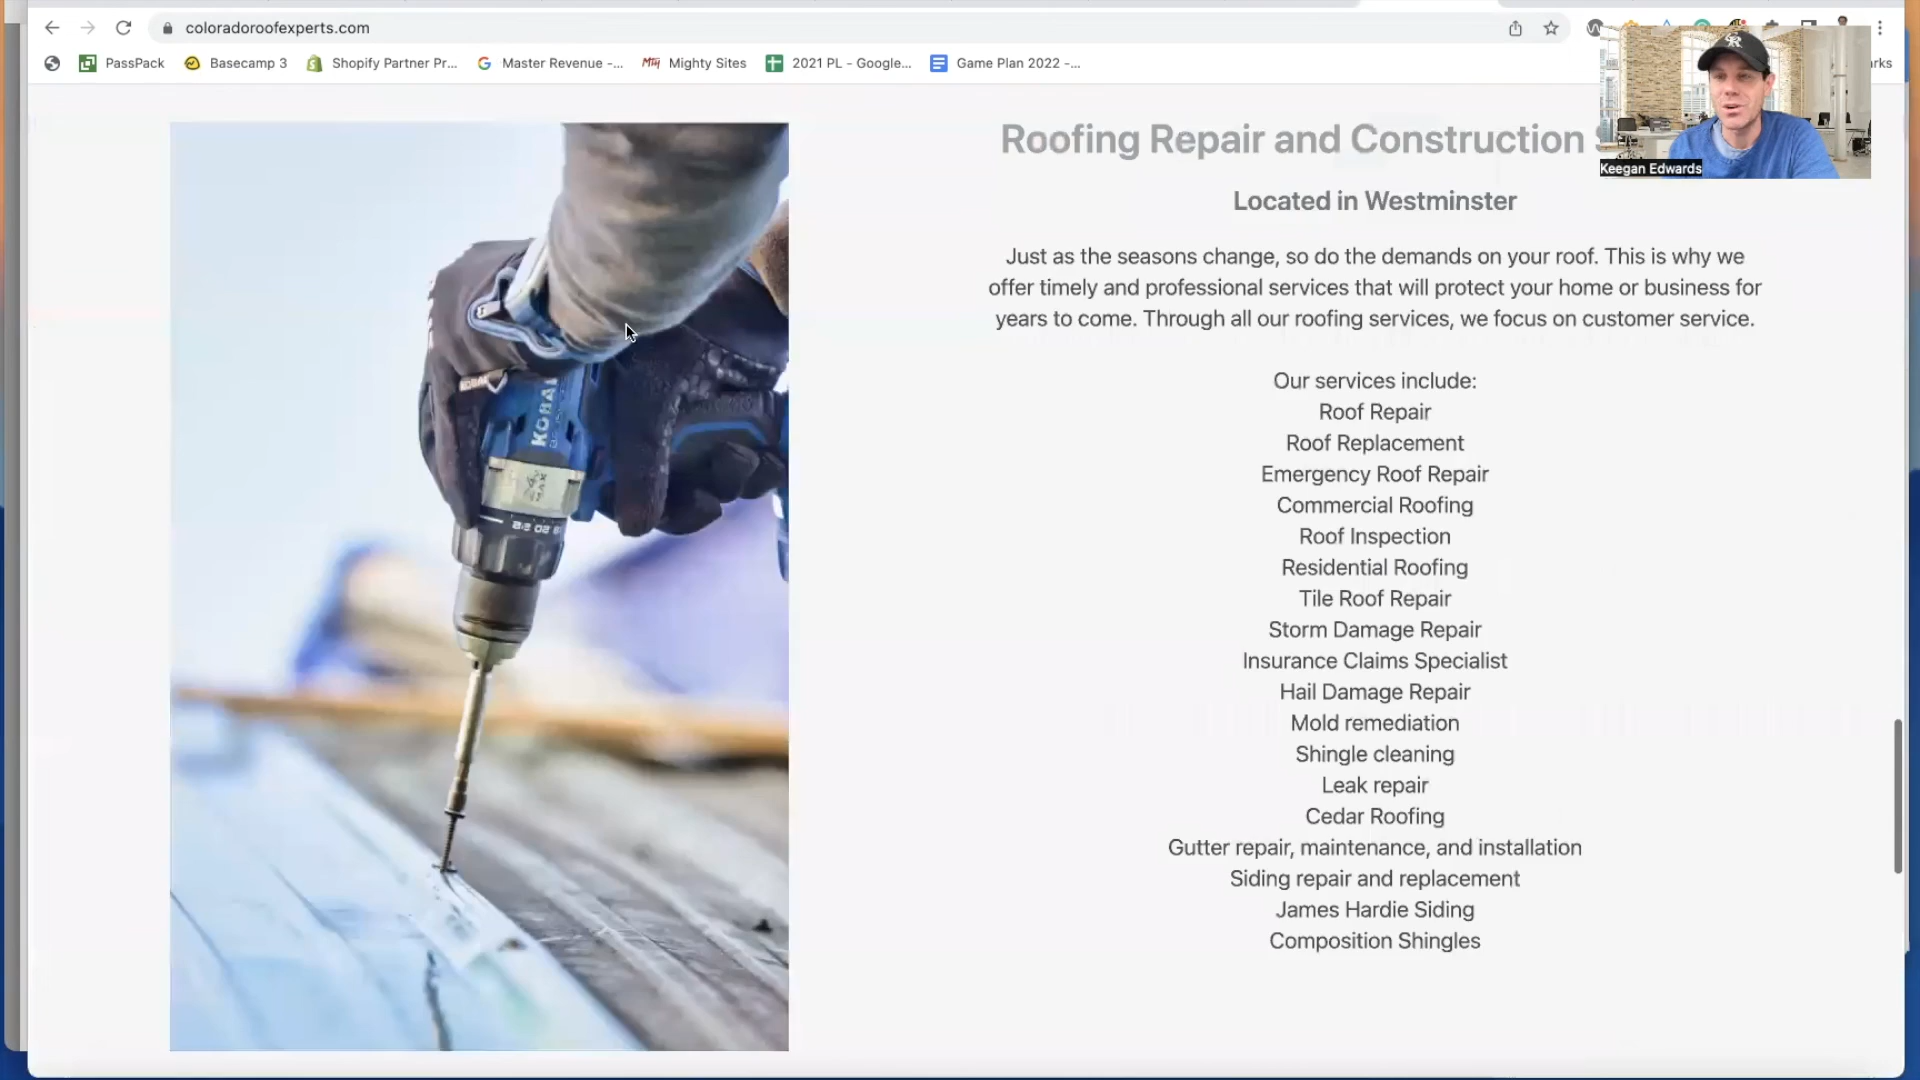 coloradoroofexperts.com
PassPack
Basecamp 3
Shopify Partner Pr...
Master Revenue -...
Mighty Sites
2021 PL - Google...
Game Plan 2022 -...
rks
Keegan Edwards
Roofing Repair and Construction S
Located in Westminster
Just as the seasons change, so do the demands on your roof. This is why we
offer timely and professional services that will protect your home or business for
years to come. Through all our roofing services, we focus on customer service.
Our services include:
Roof Repair
Roof Replacement
Emergency Roof Repair
Commercial Roofing
Roof Inspection
Residential Roofing
Tile Roof Repair
Storm Damage Repair
Insurance Claims Specialist
Hail Damage Repair
Mold remediation
Shingle cleaning
Leak repair
Cedar Roofing
Gutter repair, maintenance, and installation
Siding repair and replacement
James Hardie Siding
Composition Shingles
KOBAL
24V
MAX